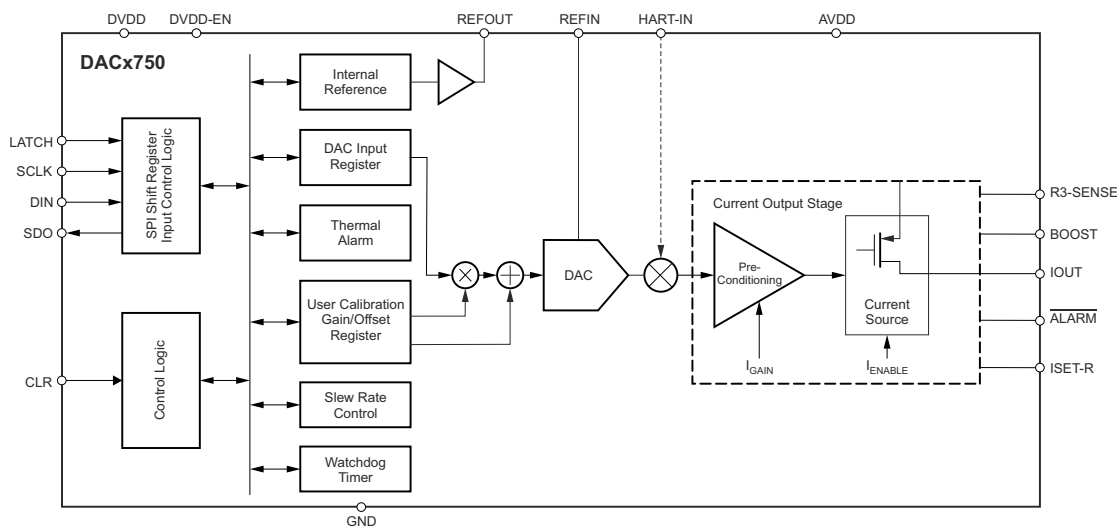 DVDD
DVDD-EN
REFOUT
REFIN
HART-IN
AVDD
DACx750
Internal
Reference
LATCH
SCLK
DIN
SDO
SPI Shift Register
Input Control Logic
DAC Input
Register
Thermal
Alarm
User Calibration
Gain/Offset
Register
DAC
Current Output Stage
Pre-
Conditioning
Current
Source
IGAIN
IENABLE
R3-SENSE
BOOST
IOUT
ALARM
ISET-R
CLR
Control Logic
Slew Rate
Control
Watchdog
Timer
GND